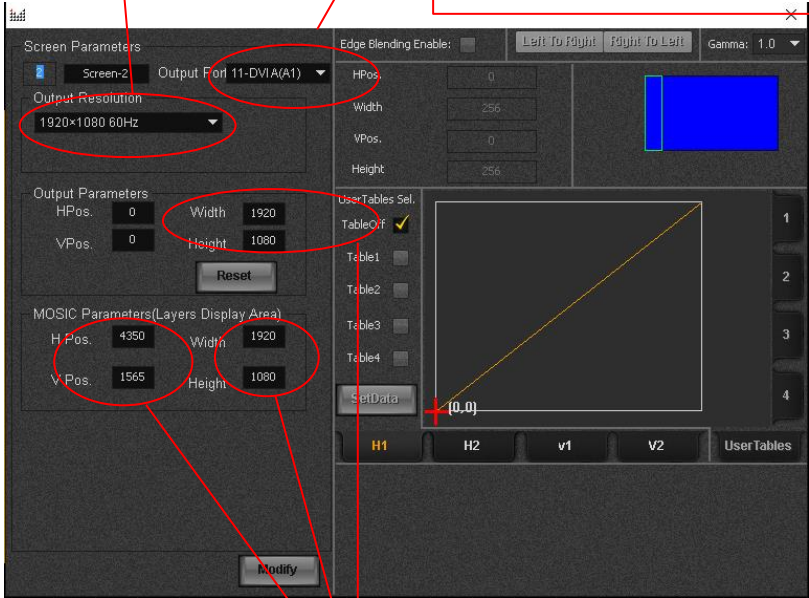 Screen Parameters
2 Screen-2 Output Port 11-DVI A(A1)
Output Resolution
1920×1080 60Hz
Output Parameters
HPos. 0 Width 1920
VPos. 0 Height 1080
Reset
MOSIC Parameters(Layers Display Area)
H Pos. 4350 Width 1920
V Pos. 1565 Height 1080
Modify
Edge Blending Enable: Left To Right Right To Left Gamma: 1.0
HPos. 0
Width 256
VPos. 0
Height 256
UserTables Sel.
TableOff
Table1
Table2
Table3
Table4
SetData
(0,0)
1
2
3
4
H1 H2 v1 V2 UserTables